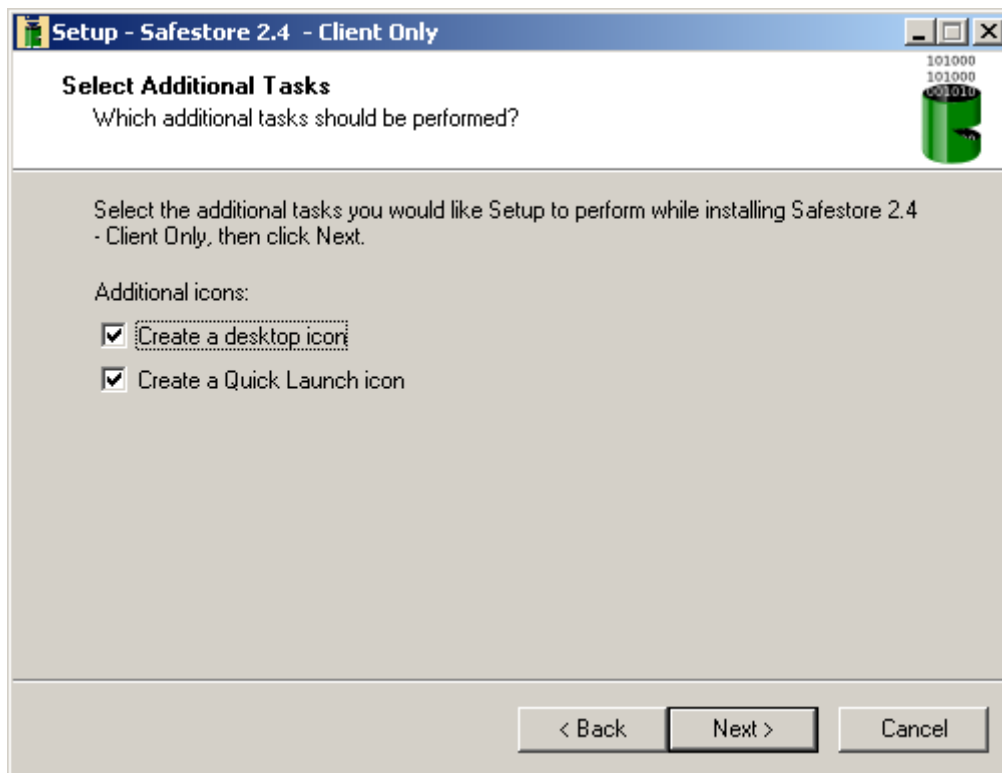 Setup - Safestore 2.4  - Client Only
101000
101000
001010
Select Additional Tasks
Which additional tasks should be performed?
Select the additional tasks you would like Setup to perform while installing Safestore 2.4
- Client Only, then click Next.
Additional icons:
Create a desktop icon
Create a Quick Launch icon
< Back
Next >
Cancel